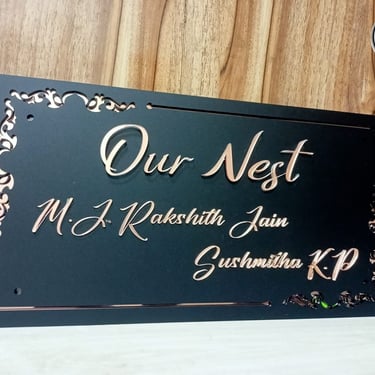 Our Nest
M.J. Rakshith Jain
Sushmitha K.P